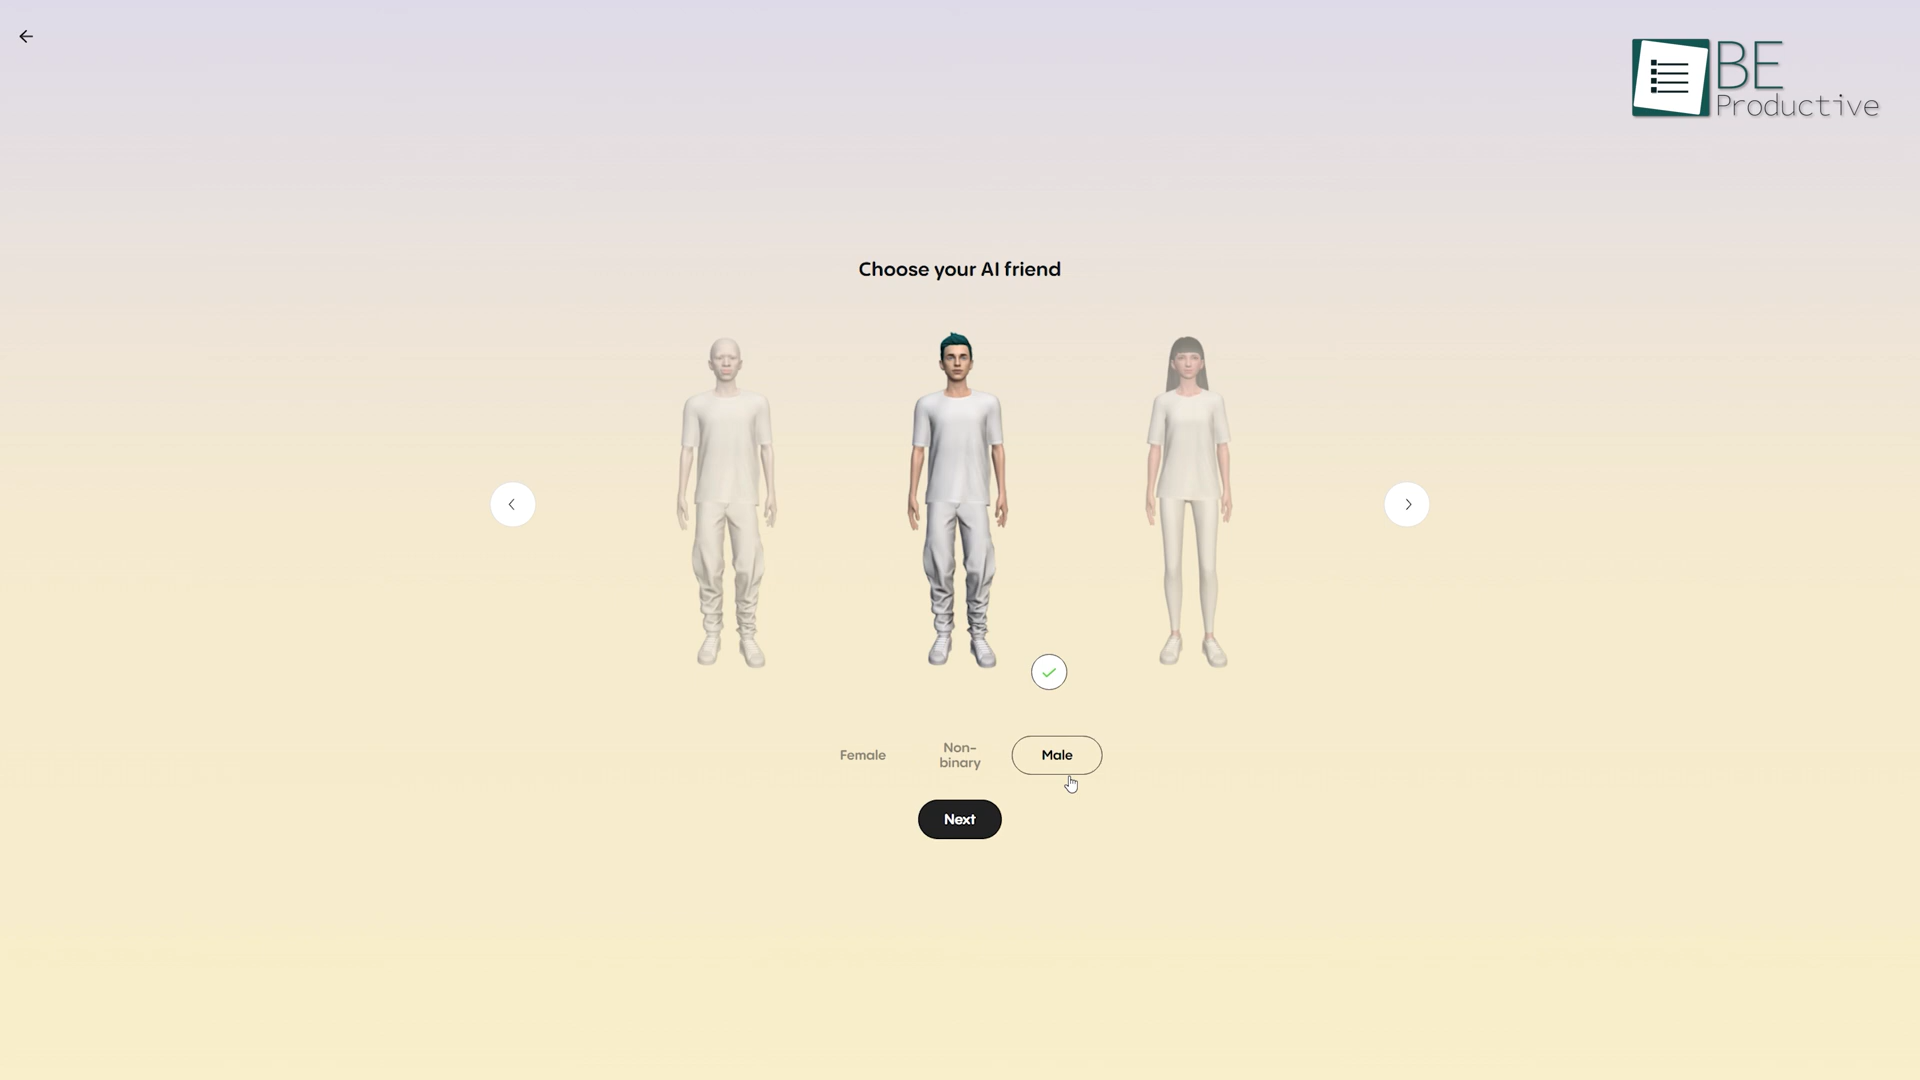 BE
Productive
Choose your AI friend
Female
Non-
binary
Male
Next